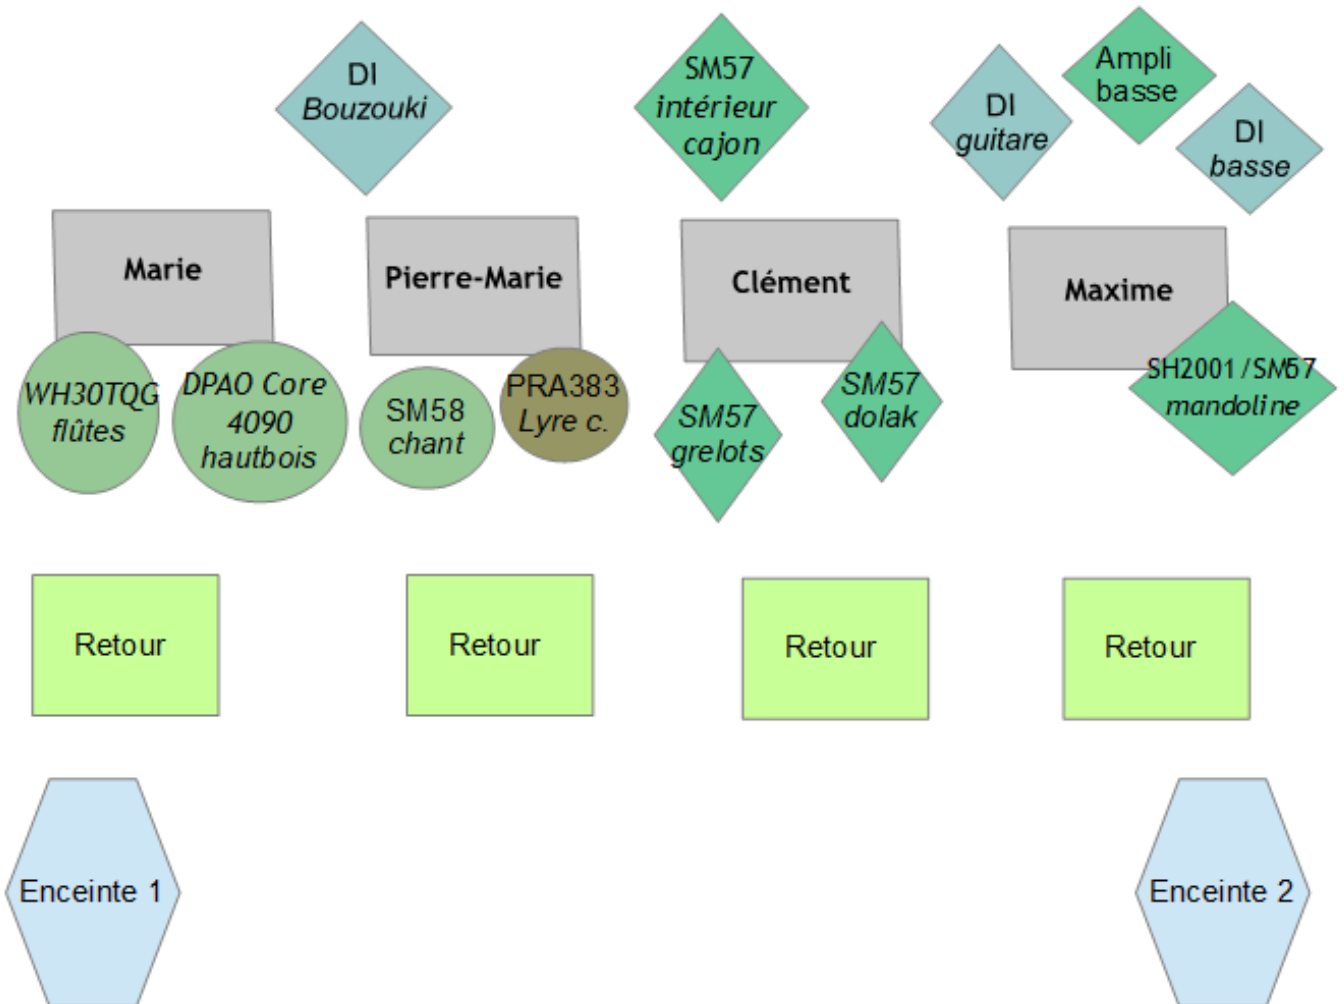 DI
Bouzouki
SM57
intérieur
cajon
DI
guitare
Ampli
basse
DI
basse
Marie
Pierre-Marie
Clément
Maxime
WH30TQG
flûtes
DPAO Core
4090
hautbois
SM58
chant
PRA383
Lyre c.
SM57
grelots
SM57
dolak
SH2001/SM57
mandoline
Retour
Retour
Retour
Retour
Enceinte 1
Enceinte 2